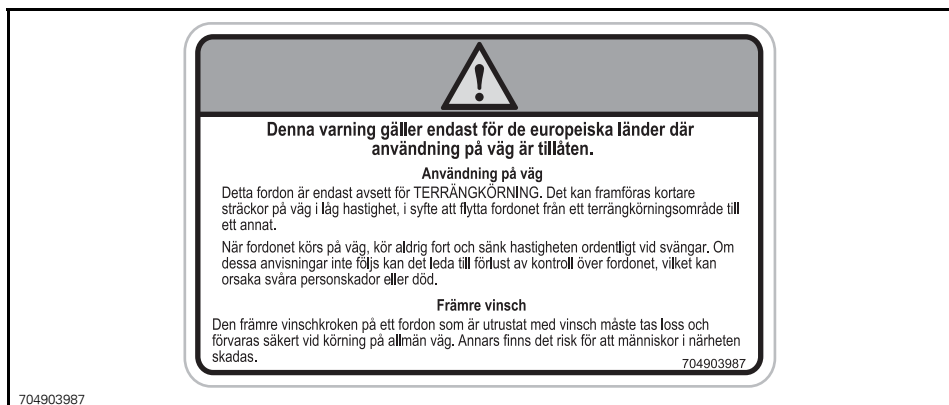 Denna varning gäller endast för de europeiska länder där
användning på väg är tillåten.
Användning på väg
Detta fordon är endast avsett för TERRÄNGKÖRNING. Det kan framföras kortare
sträckor på väg i låg hastighet, i syfte att flytta fordonet från ett terrängkörningsområde till
ett annat.
När fordonet körs på väg, kör aldrig fort och sänk hastigheten ordentligt vid svängar. Om
dessa anvisningar inte följs kan det leda till förlust av kontroll över fordonet, vilket kan
orsaka svåra personskador eller död.
Främre vinsch
Den främre vinschkroken på ett fordon som är utrustat med vinsch måste tas loss och
förvaras säkert vid körning på allmän väg. Annars finns det risk för att människor i närheten
skadas.
704903987
704903987